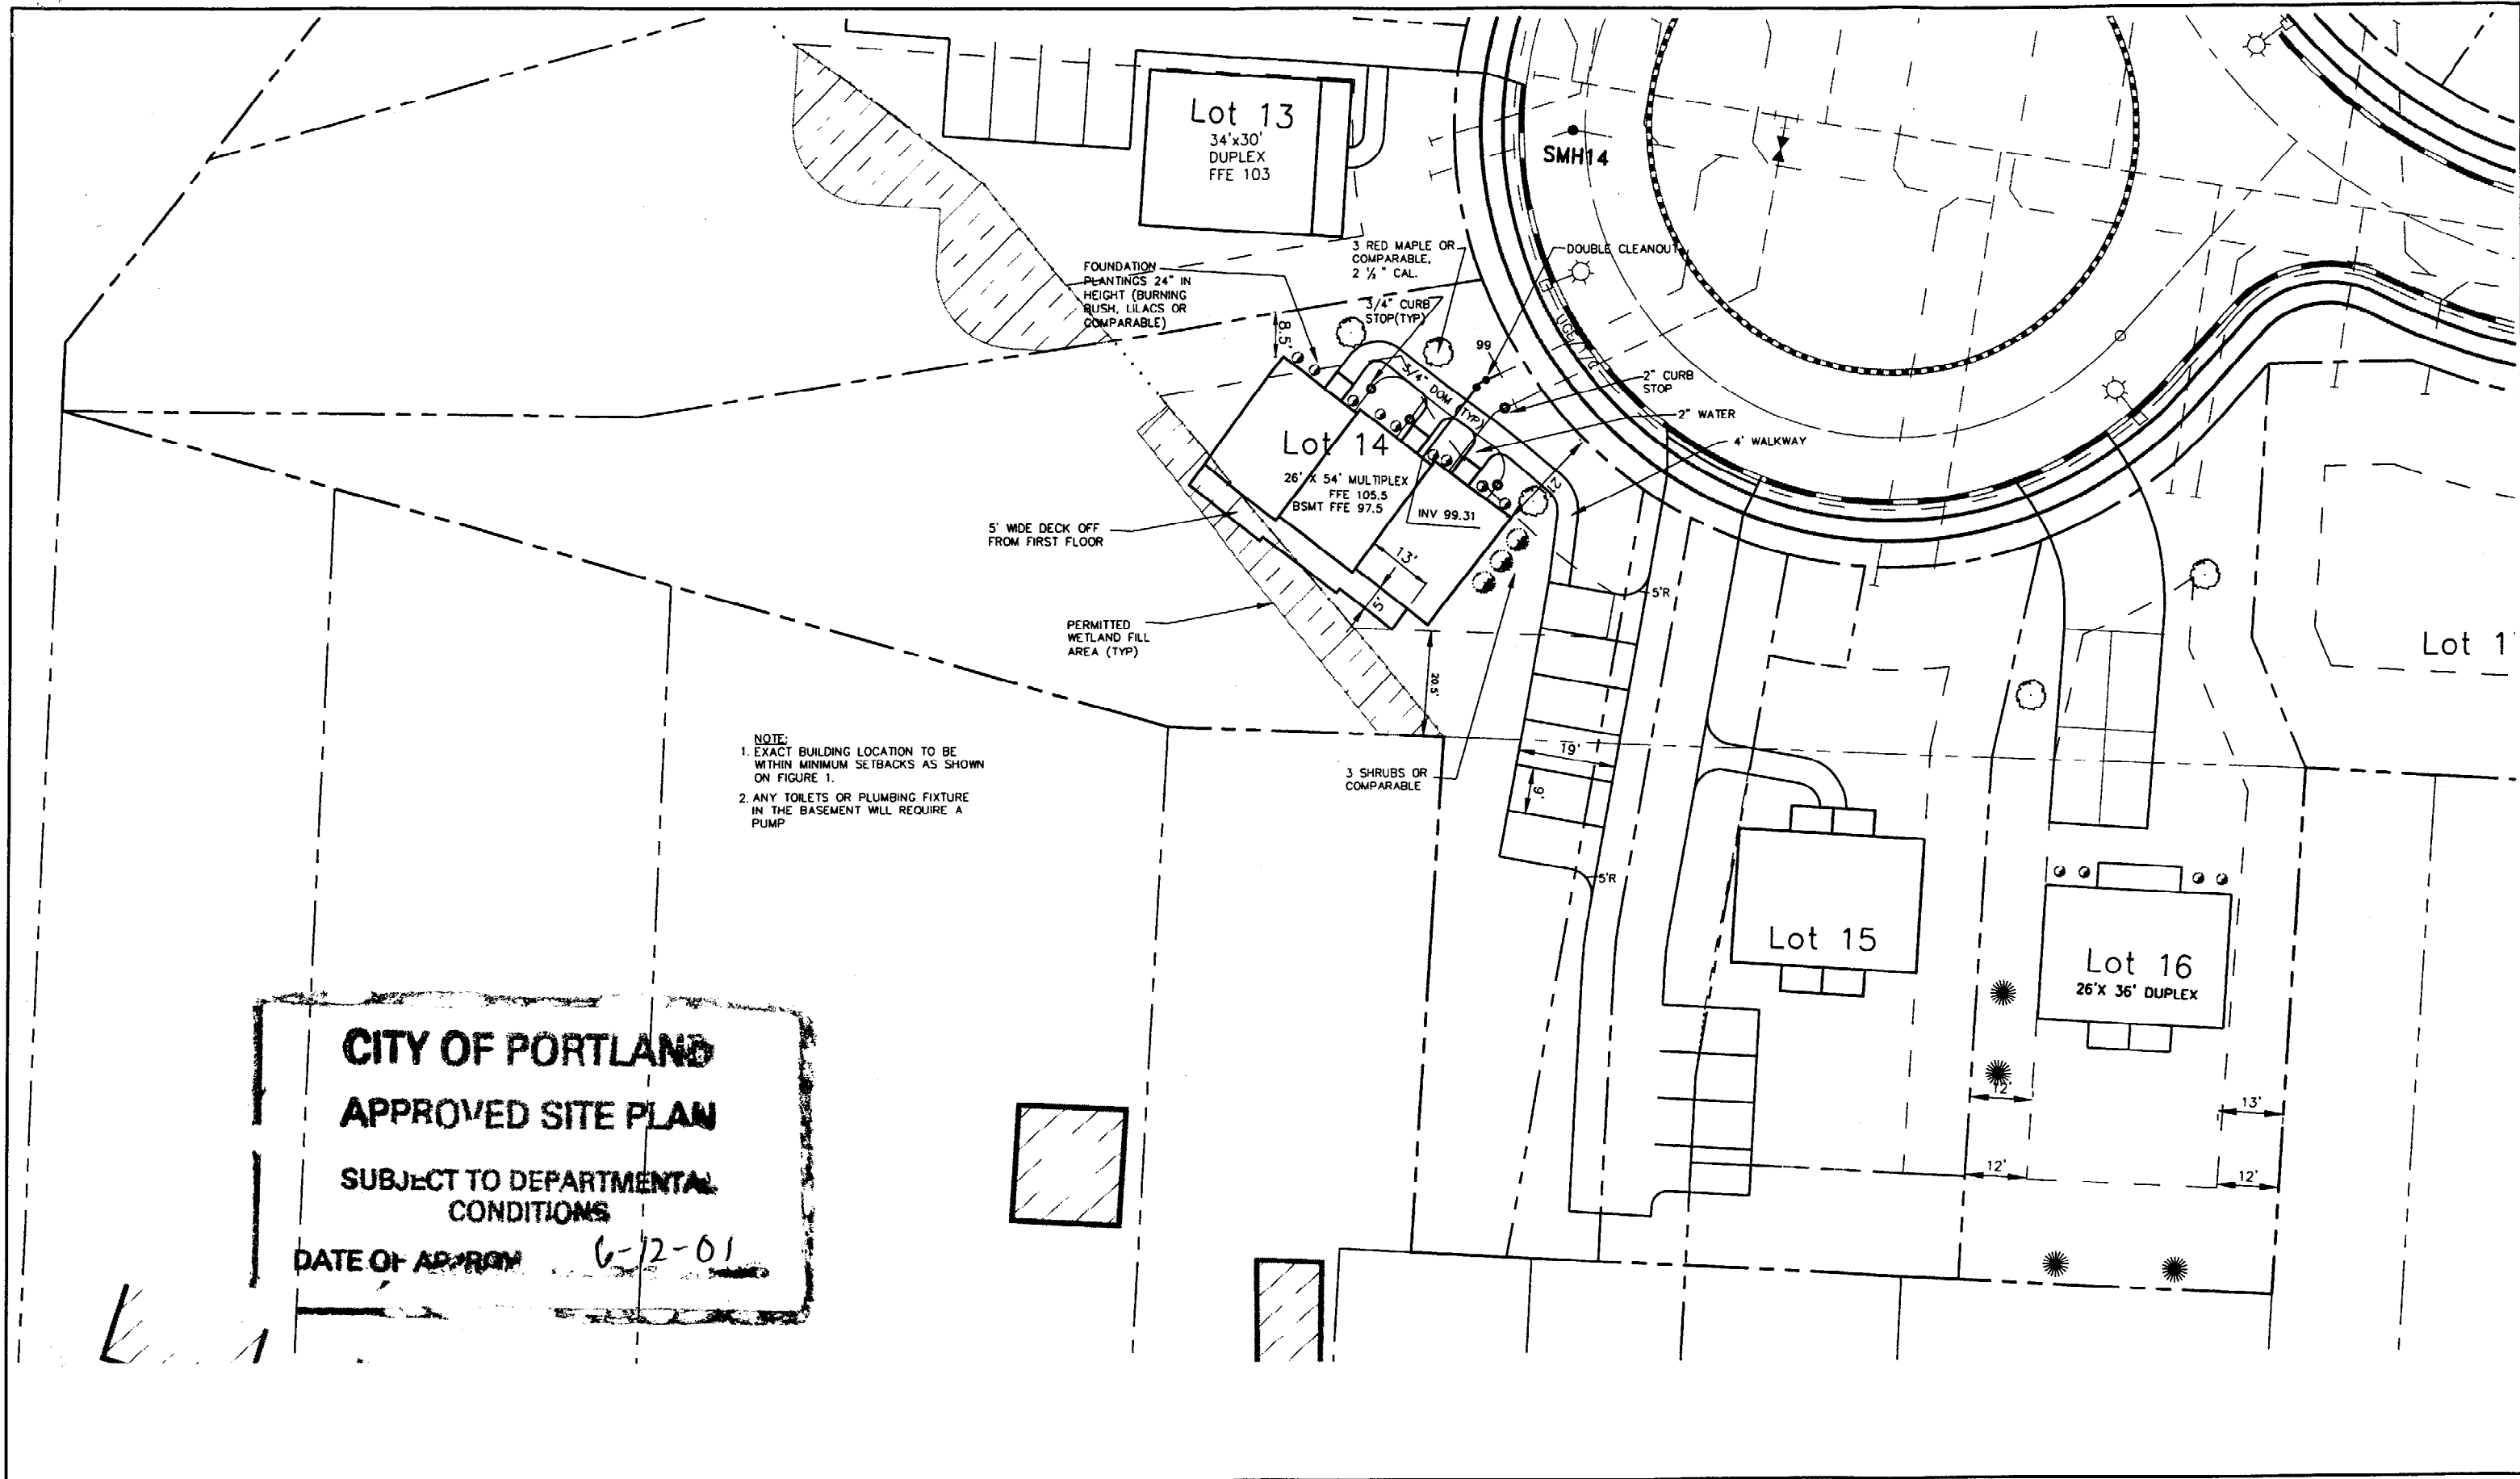 Lot 13
34'x30'
DUPLEX
FFE 103
SMH14
FOUNDATION
PLANTINGS 24" IN
HEIGHT (BURNING
BUSH, LILACS OR
COMPARABLE)
3 RED MAPLE OR
COMPARABLE,
2 ½" CAL.
DOUBLE CLEANOUT
3/4" CURB
STOP(TYP)
8.5'
99
UGE/T/C
3/4" DOM (TYP)
2" CURB
STOP
2" WATER
4' WALKWAY
21'
Lot 14
26' X 54' MULTIPLEX
FFE 105.5
BSMT FFE 97.5
INV 99.31
5' WIDE DECK OFF
FROM FIRST FLOOR
13'
5'
5'R
PERMITTED
WETLAND FILL
AREA (TYP)
20.5'
Lot 1
NOTE:
1. EXACT BUILDING LOCATION TO BE
WITHIN MINIMUM SETBACKS AS SHOWN
ON FIGURE 1.
2. ANY TOILETS OR PLUMBING FIXTURE
IN THE BASEMENT WILL REQUIRE A
PUMP
3 SHRUBS OR
COMPARABLE
19'
9'
5'R
Lot 15
Lot 16
26'X 36' DUPLEX
12'
13'
12'
12'
CITY OF PORTLAND
APPROVED SITE PLAN
SUBJECT TO DEPARTMENTAL
CONDITIONS
DATE OF 6-12-01